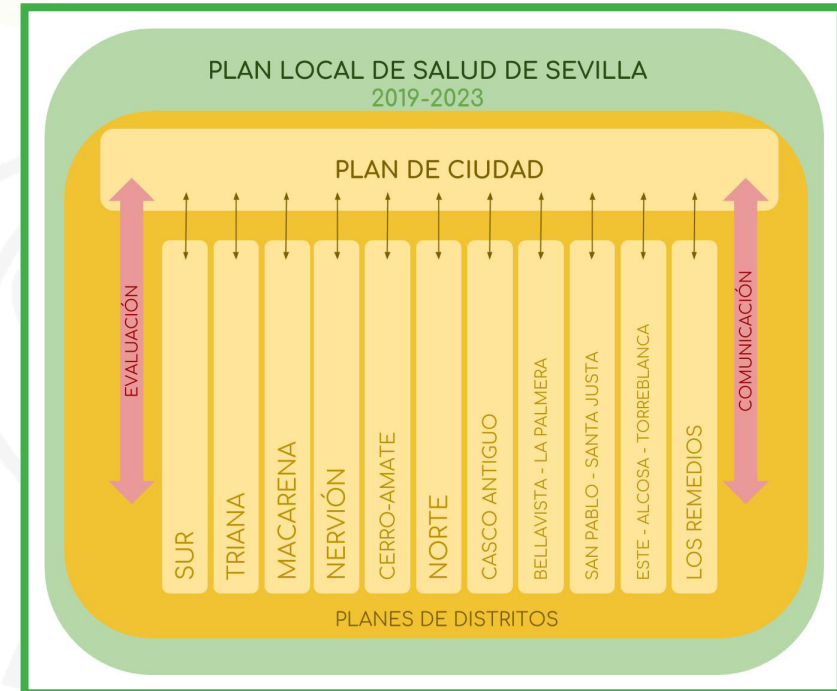 PLAN LOCAL DE SALUD DE SEVILLA
2019-2023
PLAN DE CIUDAD
EVALUACIÓN
SUR
TRIANA
MACARENA
NERVIÓN
CERRO-AMATE
NORTE
CASCO ANTIGUO
BELLAVISTA - LA PALMERA
SAN PABLO - SANTA JUSTA
ESTE - ALCOSA - TORREBLANCA
LOS REMEDIOS
COMUNICACIÓN
PLANES DE DISTRITOS